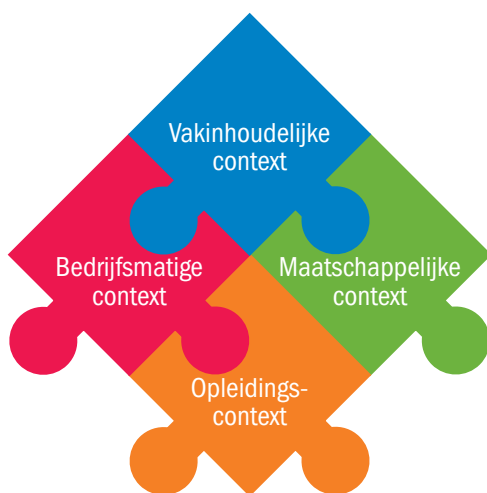 Vakinhoudelijke
context
Bedrijfsmatige
context
Maatschappelijke
context
Opleidings-
context